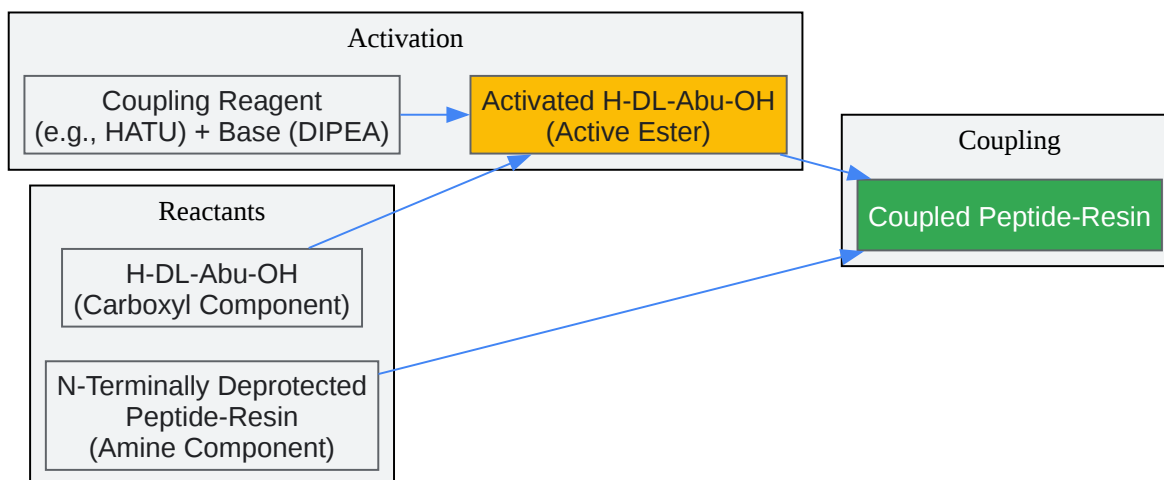 Activation
Coupling Reagent
(e.g., HATU) + Base (DIPEA)
Activated H-DL-Abu-OH
(Active Ester)
Coupling
Coupled Peptide-Resin
Reactants
H-DL-Abu-OH
(Carboxyl Component)
N-Terminally Deprotected
Peptide-Resin
(Amine Component)